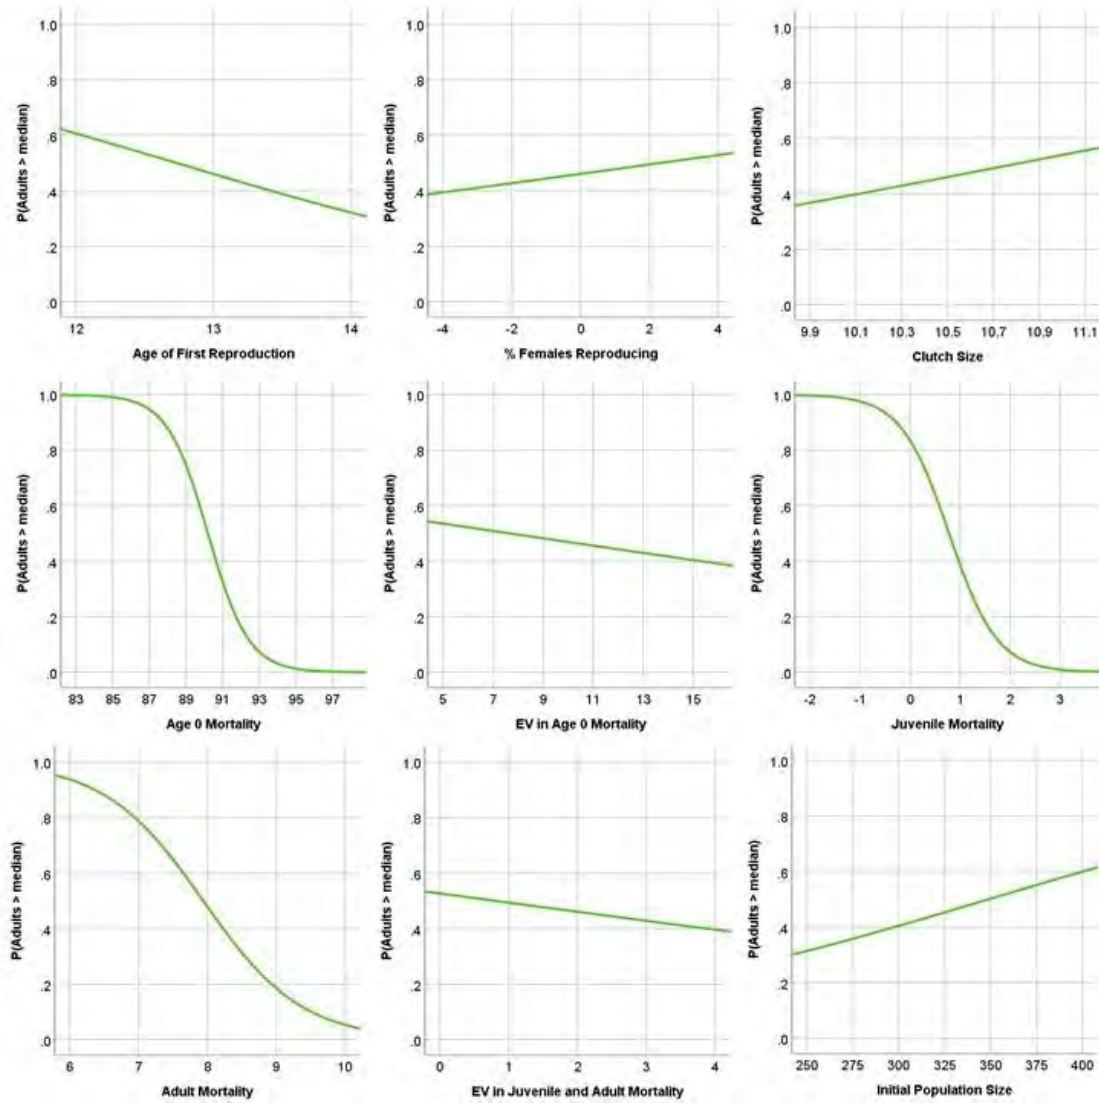 1.0
.8
.6
.4
.2
.0
P(Adults > median)
12 13 14
Age of First Reproduction
1.0
.8
.6
.4
.2
.0
P(Adults > median)
-4 -2 0 2 4
% Females Reproducing
1.0
.8
.6
.4
.2
.0
P(Adults > median)
9.9 10.1 10.3 10.5 10.7 10.9 11.1
Clutch Size
1.0
.8
.6
.4
.2
.0
P(Adults > median)
83 85 87 89 91 93 95 97
Age 0 Mortality
1.0
.8
.6
.4
.2
.0
P(Adults > median)
5 7 9 11 13 15
EV in Age 0 Mortality
1.0
.8
.6
.4
.2
.0
P(Adults > median)
-2 -1 0 1 2 3
Juvenile Mortality
1.0
.8
.6
.4
.2
.0
P(Adults > median)
6 7 8 9 10
Adult Mortality
1.0
.8
.6
.4
.2
.0
P(Adults > median)
0 1 2 3 4
EV in Juvenile and Adult Mortality
1.0
.8
.6
.4
.2
.0
P(Adults > median)
250 275 300 325 350 375 400
Initial Population Size